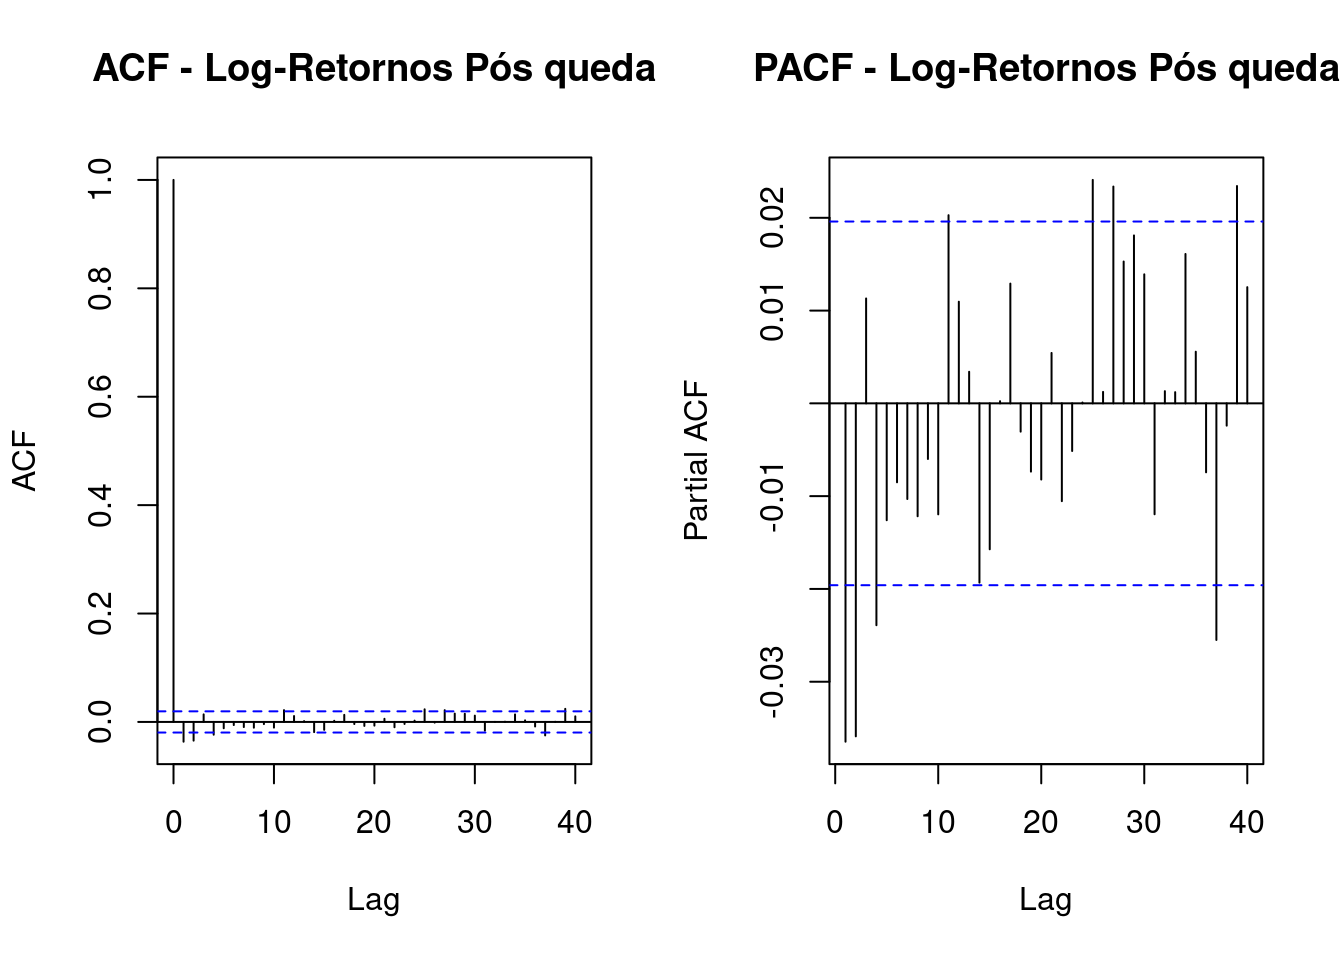 ACF - Log-Retornos Pós queda
ACF
1.0
0.8
0.6
0.4
0.2
0.0
0 10 20 30 40
Lag
PACF - Log-Retornos Pós queda
Partial ACF
0.02
0.01
-0.01
-0.03
0 10 20 30 40
Lag